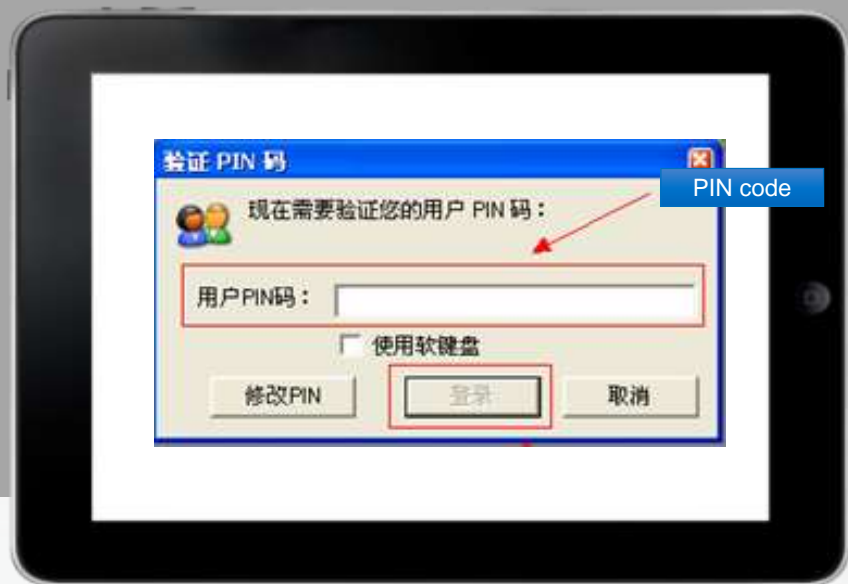 验证 PIN 码
PIN code
现在需要验证您的用户 PIN 码：
用户PIN码：
使用软键盘
修改PIN
登录
取消